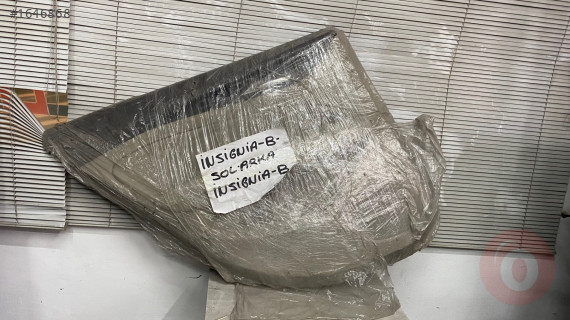 #1646868
INSIGNIA-B-
SOL-ARKA
INSIGNIA-B